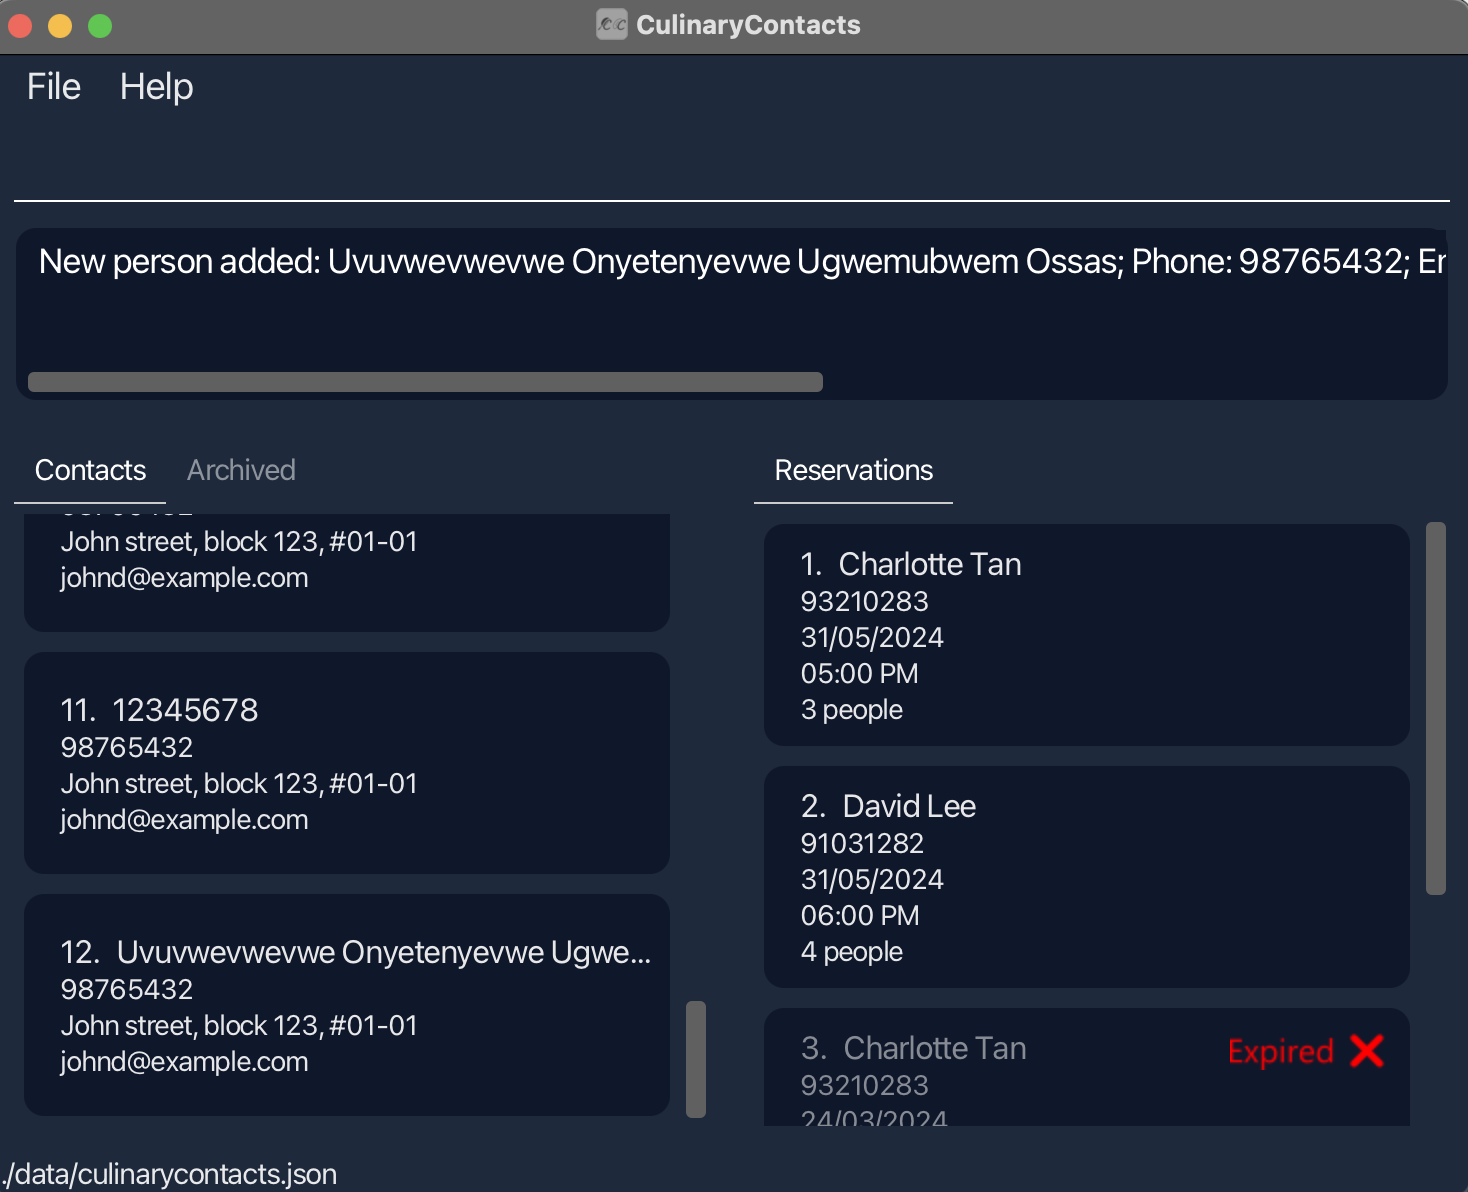 CulinaryContacts
File Help
New person added: Uvuvwevwevwe Onyetenyevwe Ugwemubwem Ossas; Phone: 98765432;
Contacts Archived
John street, block 123, #01-01
johnd@example.com
11. 12345678
98765432
John street, block 123, #01-01
johnd@example.com
12. Uvuvwevwevwe Onyetenyevwe Ugwe...
98765432
John street, block 123, #01-01
johnd@example.com
Reservations
1. Charlotte Tan
93210283
31/05/2024
05:00 PM
3 people
2. David Lee
91031282
31/05/2024
06:00 PM
4 people
3. Charlotte Tan Expired
93210283
24/03/2024
./data/culinarycontacts.json